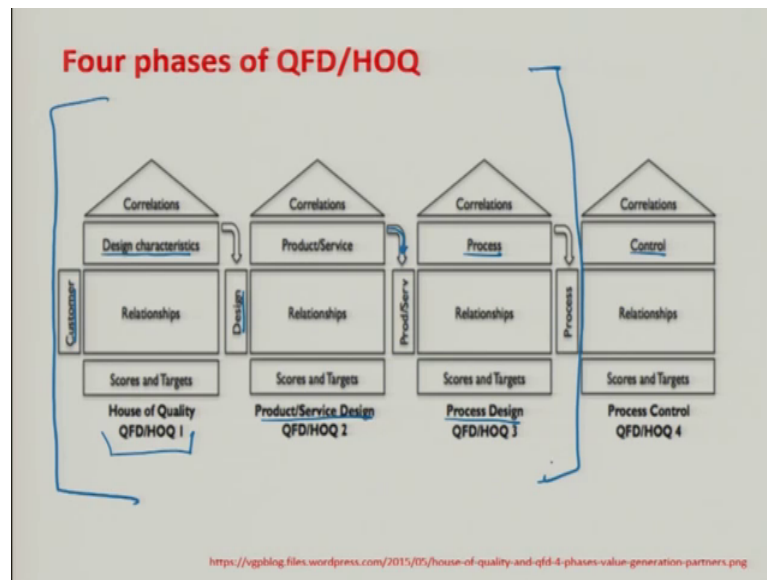 Four phases of QFD/HOQ
Correlations
Correlations
Correlations
Correlations
Design characteristics
Product/Service
Process
Control
Customer
Relationships
Design
Relationships
Prod/Serv
Relationships
Process
Relationships
Scores and Targets
Scores and Targets
Scores and Targets
Scores and Targets
House of Quality
QFD/HOQ 1
Product/Service Design
QFD/HOQ 2
Process Design
QFD/HOQ 3
Process Control
QFD/HOQ 4
https://vgpblog.files.wordpress.com/2015/05/house-of-quality-and-qfd-4-phases-value-generation-partners.png